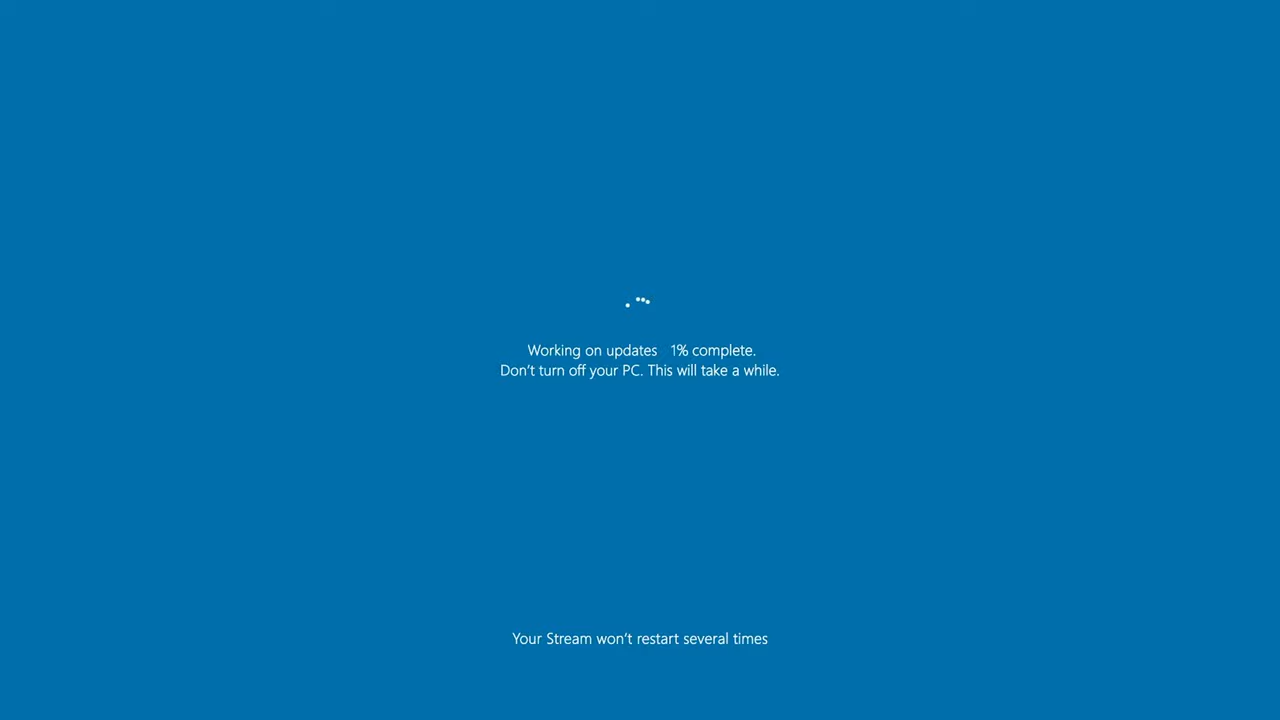 Working on updates 1% complete.
Don't turn off your PC. This will take a while.
Your Stream won't restart several times